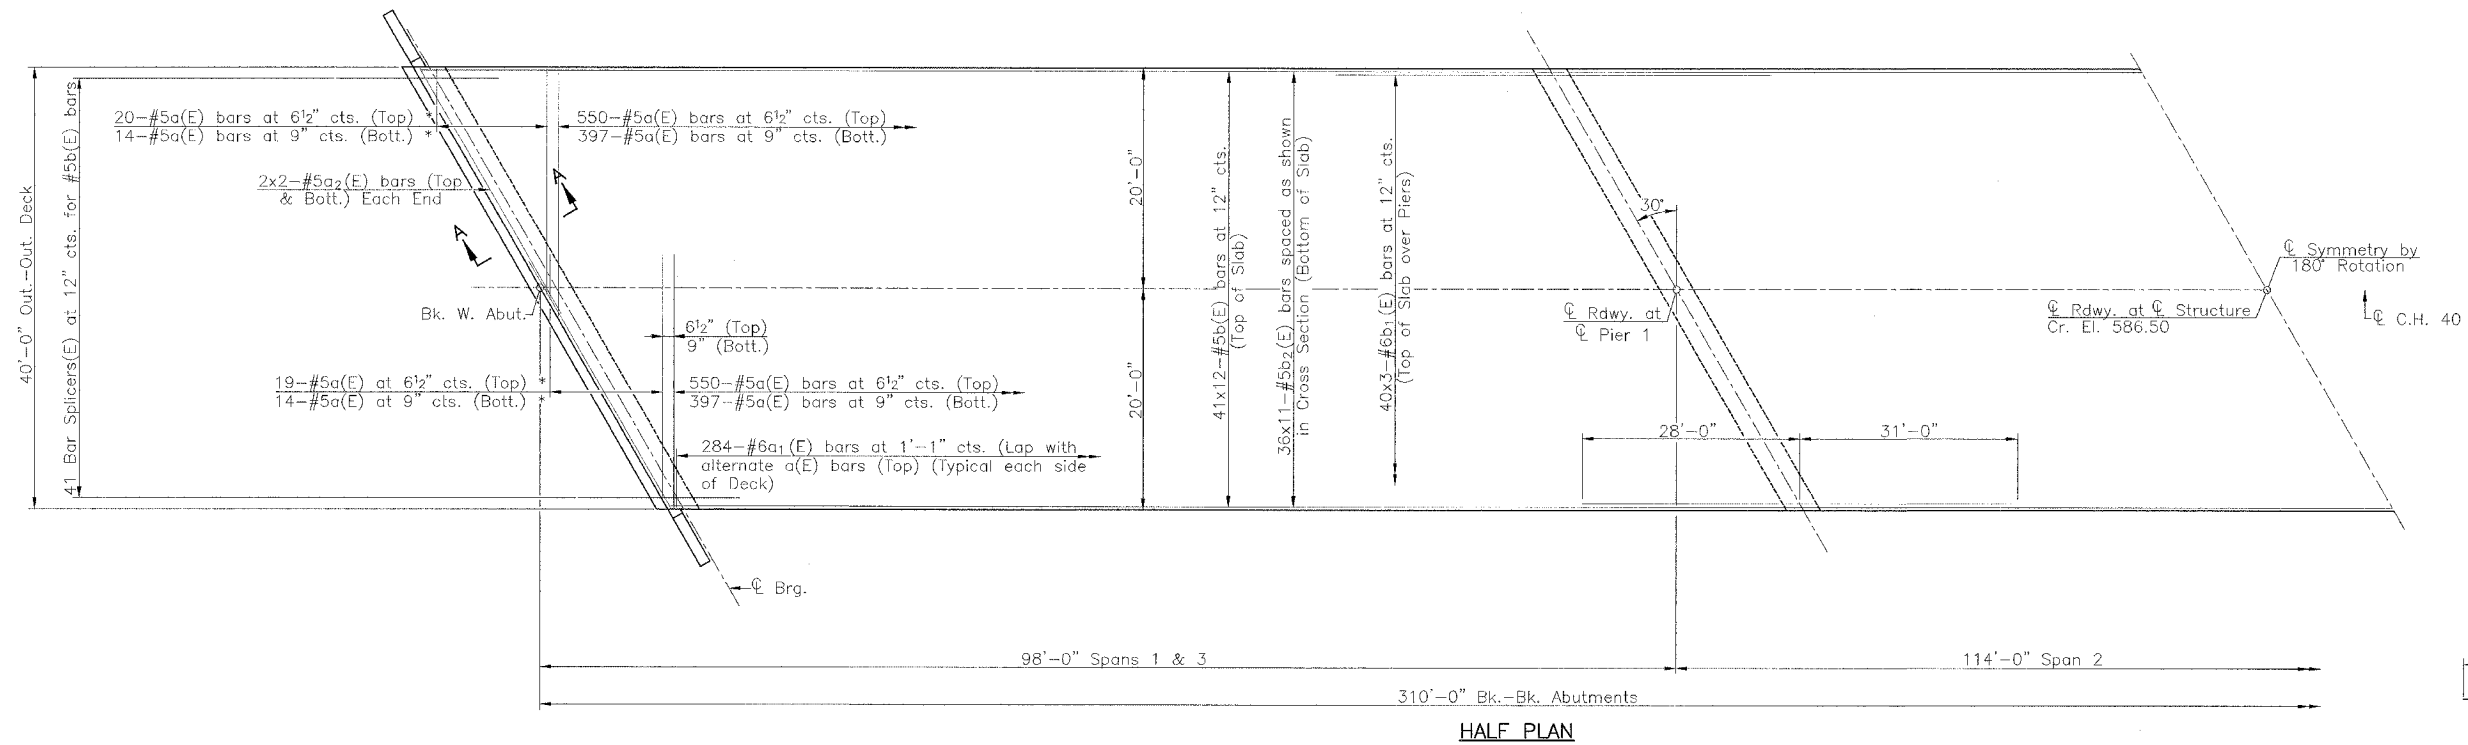 40'-0" Out.-Out. Deck
41 Bar Splicers(E) at 12" cts. for #5b(E) bars
20-#5a(E) bars at 6½" cts. (Top) *
14-#5a(E) bars at 9" cts. (Bott.) *
550-#5a(E) bars at 6½" cts. (Top)
397-#5a(E) bars at 9" cts. (Bott.)
2x2-#5a₂(E) bars (Top
& Bott.) Each End
A
A
Bk. W. Abut.
6½" (Top)
9" (Bott.)
19-#5a(E) at 6½" cts. (Top) *
14-#5a(E) at 9" cts. (Bott.) *
550-#5a(E) bars at 6½" cts. (Top)
397-#5a(E) bars at 9" cts. (Bott.)
284-#6a₁(E) bars at 1'-1" cts. (Lap with
alternate a(E) bars (Top) (Typical each side
of Deck)
℄ Brg.
20'-0"
20'-0"
41x12-#5b(E) bars at 12" cts.
(Top of Slab)
36x11-#5b₂(E) bars spaced as shown
in Cross Section (Bottom of Slab)
40x3-#6b₁(E) bars at 12" cts.
(Top of Slab over Piers)
30°
℄ Rdwy. at
℄ Pier 1
28'-0"
31'-0"
℄ Symmetry by
180° Rotation
℄ Rdwy. at ℄ Structure
Cr. El. 586.50
℄ C.H. 40
98'-0" Spans 1 & 3
114'-0" Span 2
310'-0" Bk.-Bk. Abutments
HALF PLAN